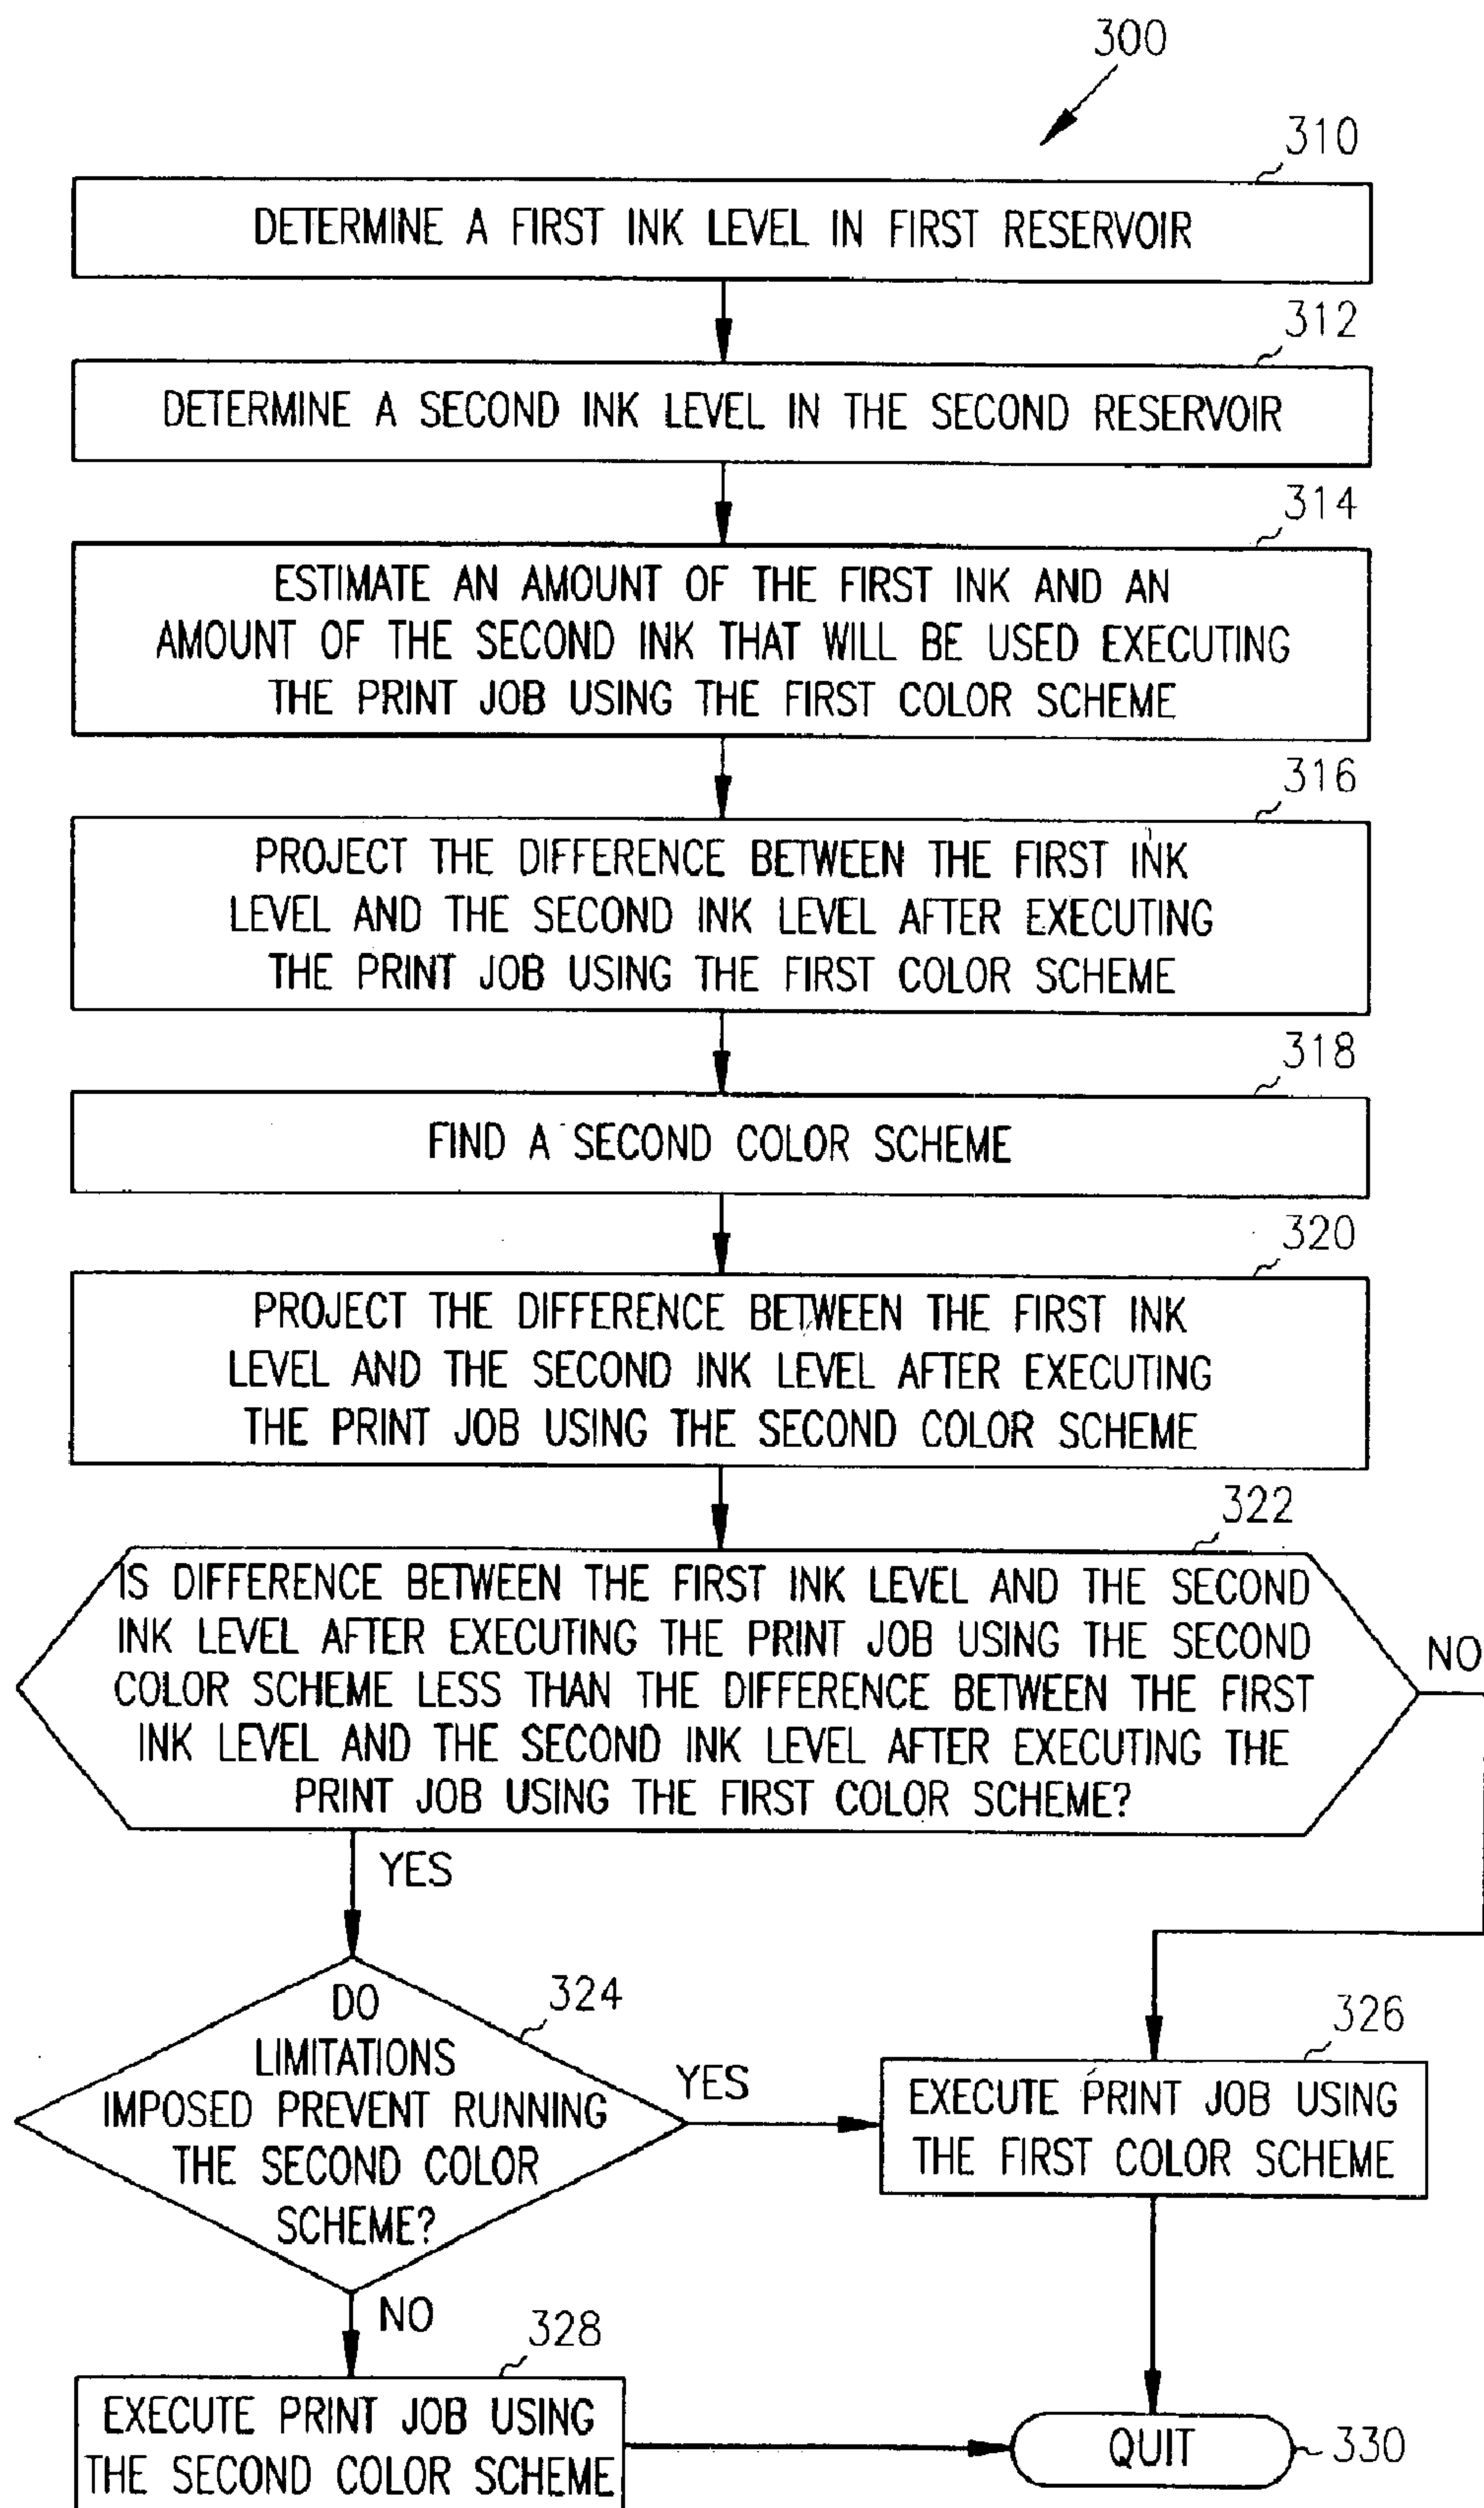 300
310
DETERMINE A FIRST INK LEVEL IN FIRST RESERVOIR
312
DETERMINE A SECOND INK LEVEL IN THE SECOND RESERVOIR
314
ESTIMATE AN AMOUNT OF THE FIRST INK AND AN
AMOUNT OF THE SECOND INK THAT WILL BE USED EXECUTING
THE PRINT JOB USING THE FIRST COLOR SCHEME
316
PROJECT THE DIFFERENCE BETWEEN THE FIRST INK
LEVEL AND THE SECOND INK LEVEL AFTER EXECUTING
THE PRINT JOB USING THE FIRST COLOR SCHEME
318
FIND A SECOND COLOR SCHEME
320
PROJECT THE DIFFERENCE BETWEEN THE FIRST INK
LEVEL AND THE SECOND INK LEVEL AFTER EXECUTING
THE PRINT JOB USING THE SECOND COLOR SCHEME
322
IS DIFFERENCE BETWEEN THE FIRST INK LEVEL AND THE SECOND
INK LEVEL AFTER EXECUTING THE PRINT JOB USING THE SECOND
COLOR SCHEME LESS THAN THE DIFFERENCE BETWEEN THE FIRST
INK LEVEL AND THE SECOND INK LEVEL AFTER EXECUTING THE
PRINT JOB USING THE FIRST COLOR SCHEME?
NO
YES
324
DO
LIMITATIONS
IMPOSED PREVENT RUNNING
THE SECOND COLOR
SCHEME?
YES
326
EXECUTE PRINT JOB USING
THE FIRST COLOR SCHEME
NO
328
EXECUTE PRINT JOB USING
THE SECOND COLOR SCHEME
QUIT
330